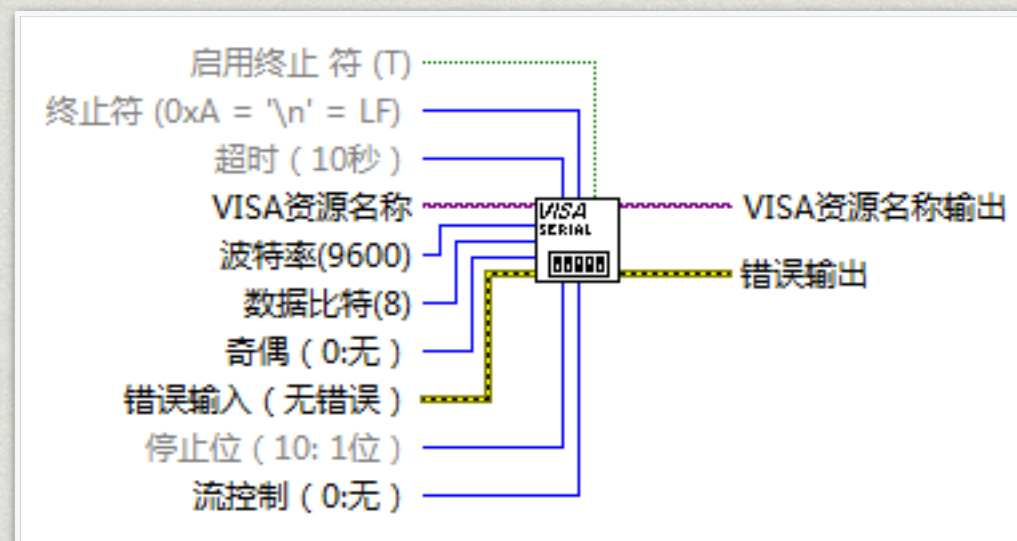 启用终止 符 (T)
终止符 (0xA = '\n' = LF)
超时 ( 10秒 )
VISA资源名称
波特率(9600)
数据比特(8)
奇偶 ( 0:无 )
错误输入 ( 无错误 )
停止位 ( 10: 1位 )
流控制 ( 0:无 )
VISA
SERIAL
VISA资源名称输出
错误输出